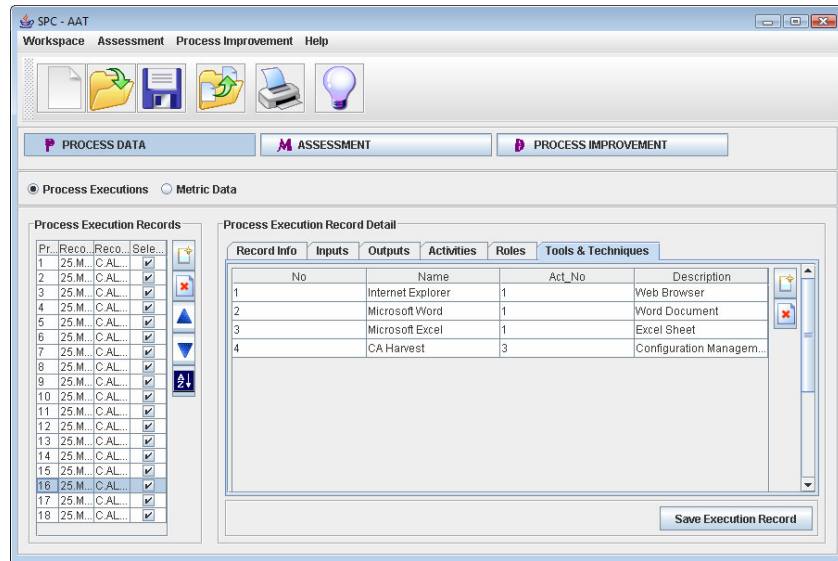 SPC - AAT
Workspace Assessment Process Improvement Help
P PROCESS DATA M ASSESSMENT PROCESS IMPROVEMENT
Process Executions Metric Data
Process Execution Records Process Execution Record Detail
Record Info Inputs Outputs Activities Roles Tools & Techniques
Pr... Reco... Reco... Sele...
1 25.M... C.AL...
2 25.M... C.AL...
3 25.M... C.AL...
4 25.M... C.AL...
5 25.M... C.AL...
6 25.M... C.AL...
7 25.M... C.AL...
8 25.M... C.AL...
9 25.M... C.AL...
10 25.M... C.AL...
11 25.M... C.AL...
12 25.M... C.AL...
13 25.M... C.AL...
14 25.M... C.AL...
15 25.M... C.AL...
16 25.M... C.AL...
17 25.M... C.AL...
18 25.M... C.AL...
A
Z
No Name Act_No Description
1 Internet Explorer 1 Web Browser
2 Microsoft Word 1 Word Document
3 Microsoft Excel 1 Excel Sheet
4 CA Harvest 3 Configuration Managem...
Save Execution Record